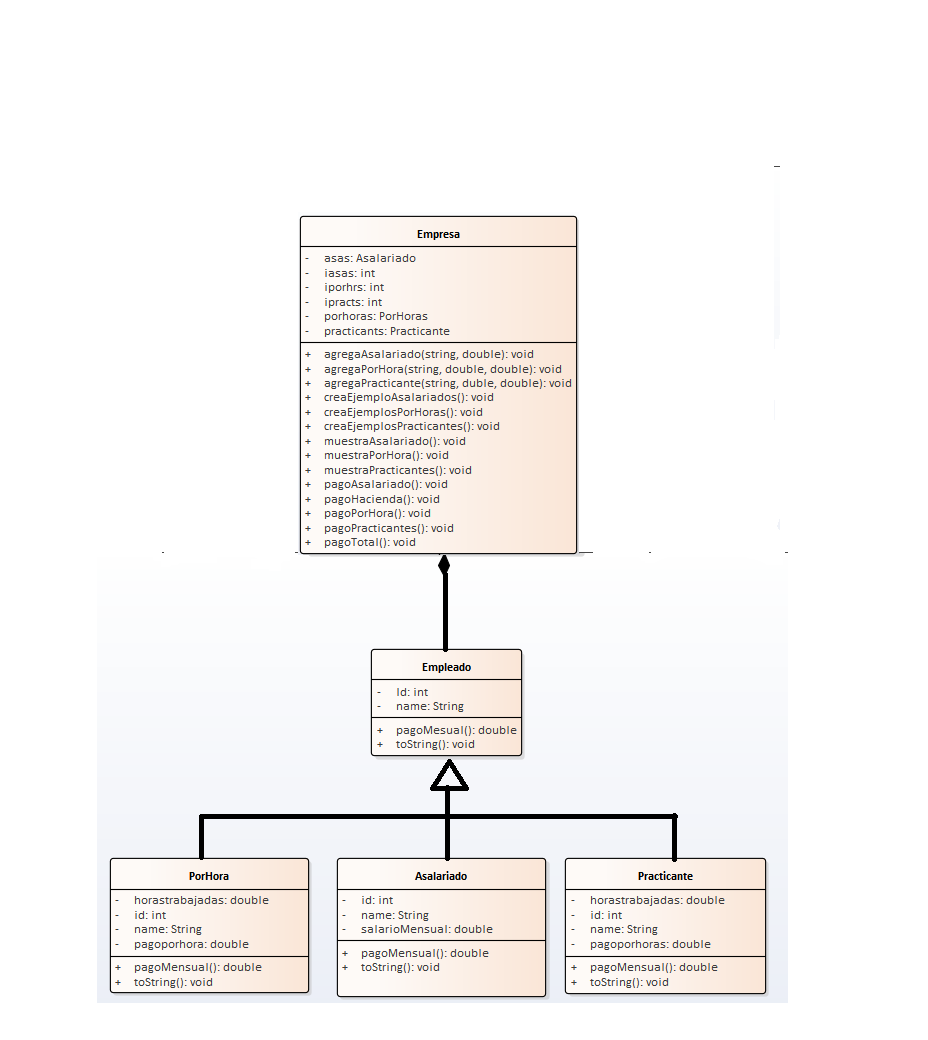 Empresa
- asas: Asalariado
- iasas: int
- iporhrs: int
- ipracts: int
- porhoras: PorHoras
- practicants: Practicante
+ agregaAsalariado(string, double): void
+ agregaPorHora(string, double, double): void
+ agregaPracticante(string, duble, double): void
+ creaEjemploAsalariados(): void
+ creaEjemplosPorHoras(): void
+ creaEjemplosPracticantes(): void
+ muestraAsalariado(): void
+ muestraPorHora(): void
+ muestraPracticantes(): void
+ pagoAsalariado(): void
+ pagoHacienda(): void
+ pagoPorHora(): void
+ pagoPracticantes(): void
+ pagoTotal(): void
Empleado
- Id: int
- name: String
+ pagoMesual(): double
+ toString(): void
PorHora
- horastrabajadas: double
- id: int
- name: String
- pagoporhora: double
+ pagoMensual(): double
+ toString(): void
Asalariado
- id: int
- name: String
- salarioMensual: double
+ pagoMensual(): double
+ toString(): void
Practicante
- horastrabajadas: double
- id: int
- name: String
- pagoporhoras: double
+ pagoMensual(): double
+ toString(): void